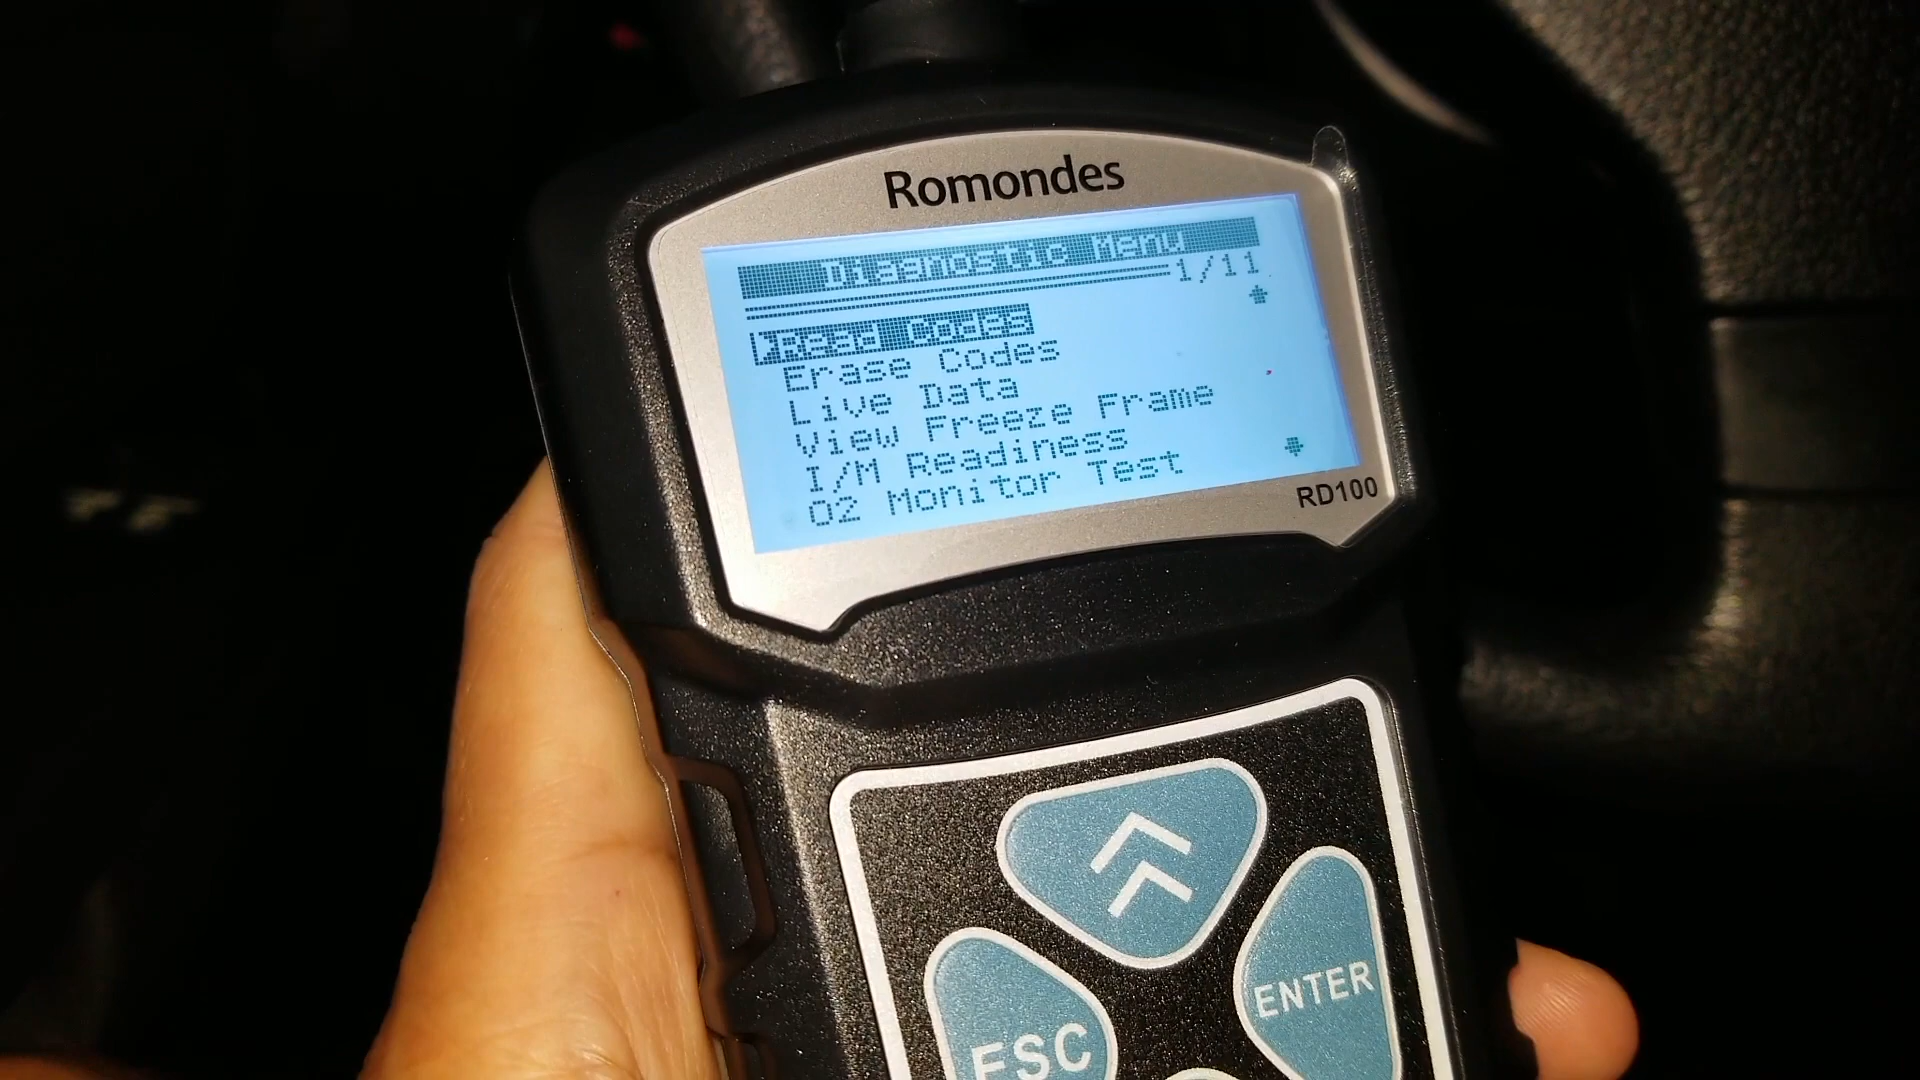 Romondes
Diagnostic Menu
1/11
Read Codes
Erase Codes
Live Data
View Freeze Frame
I/M Readiness
O2 Monitor Test
RD100
ENTER
ESC